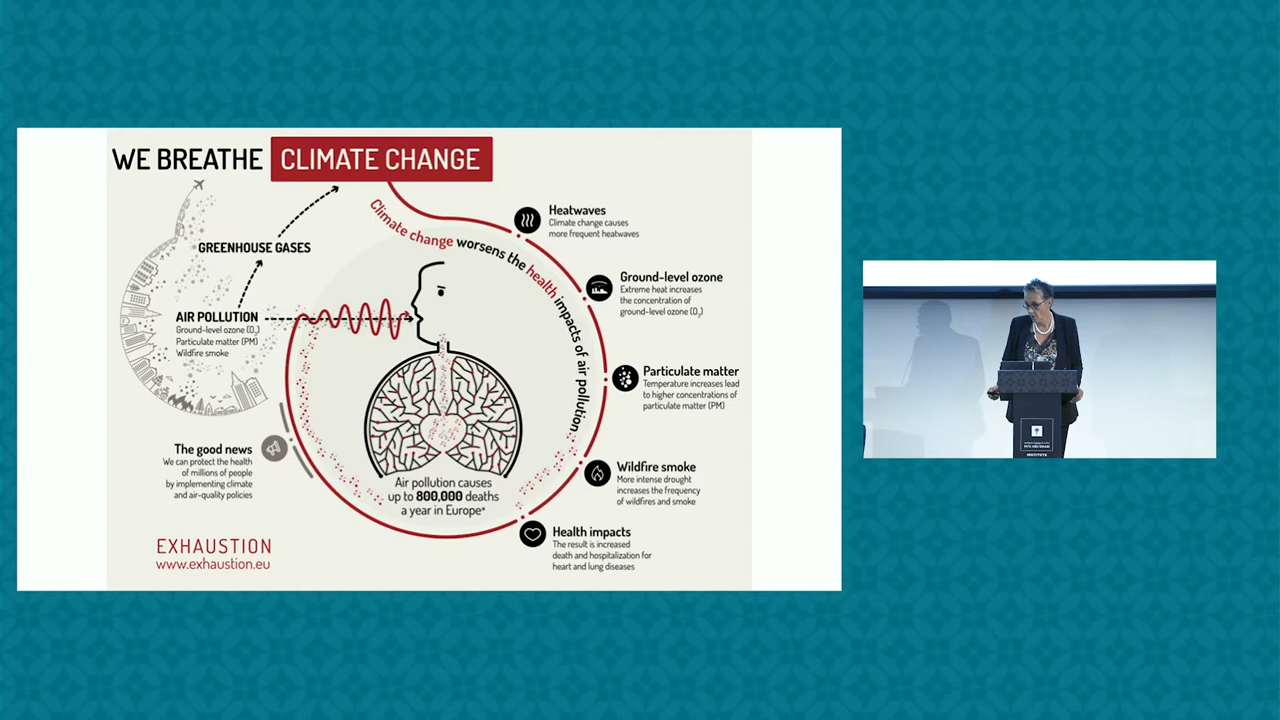 WE BREATHE CLIMATE CHANGE
Climate change worsens the health impacts of air pollution.
GREENHOUSE GASES
AIR POLLUTION
Ground-level ozone (O₃)
Particulate matter (PM)
Wildfire smoke
Heatwaves
Climate change causes
more frequent heatwaves
Ground-level ozone
Extreme heat increases
the concentration of
ground-level ozone (O₃)
Particulate matter
Temperature increases lead
to higher concentrations of
particulate matter (PM)
Wildfire smoke
More intense drought
increases the frequency
of wildfires and smoke
Health impacts
The result is increased
death and hospitalization for
heart and lung diseases
The good news
We can protect the health
of millions of people
by implementing climate
and air-quality policies
Air pollution causes
up to 800,000 deaths
a year in Europe*
EXHAUSTION
www.exhaustion.eu
NYU ABU DHABI
INSTITUTE